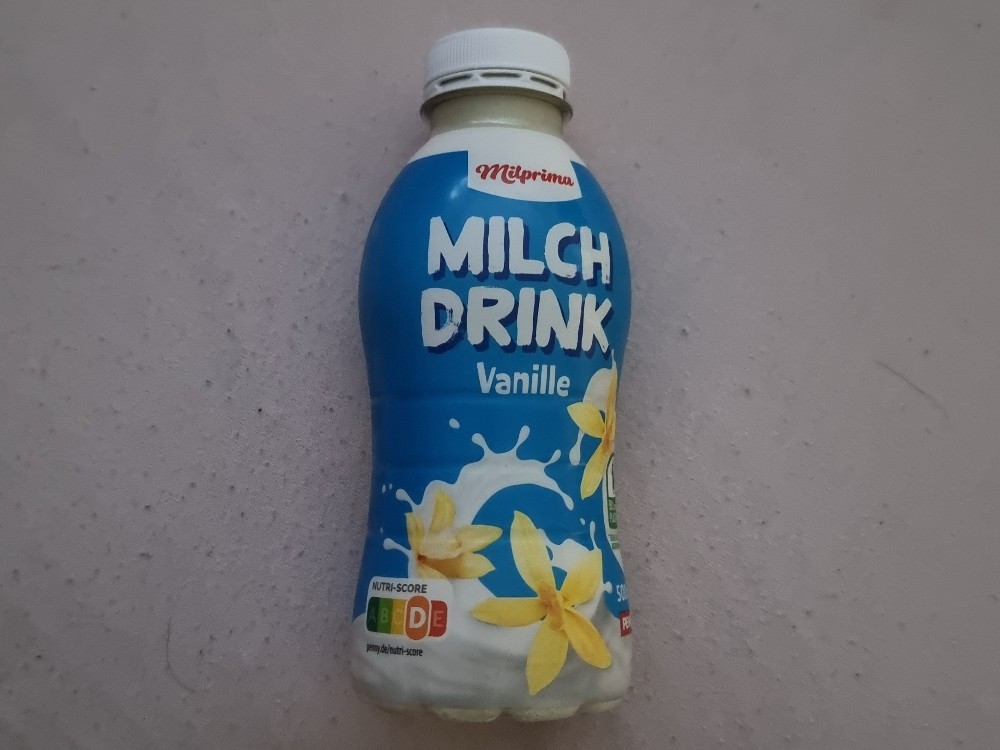 Milprima
MILCH
DRINK
Vanille
NUTRI-SCORE
A B C D E
penny.de/nutri-score